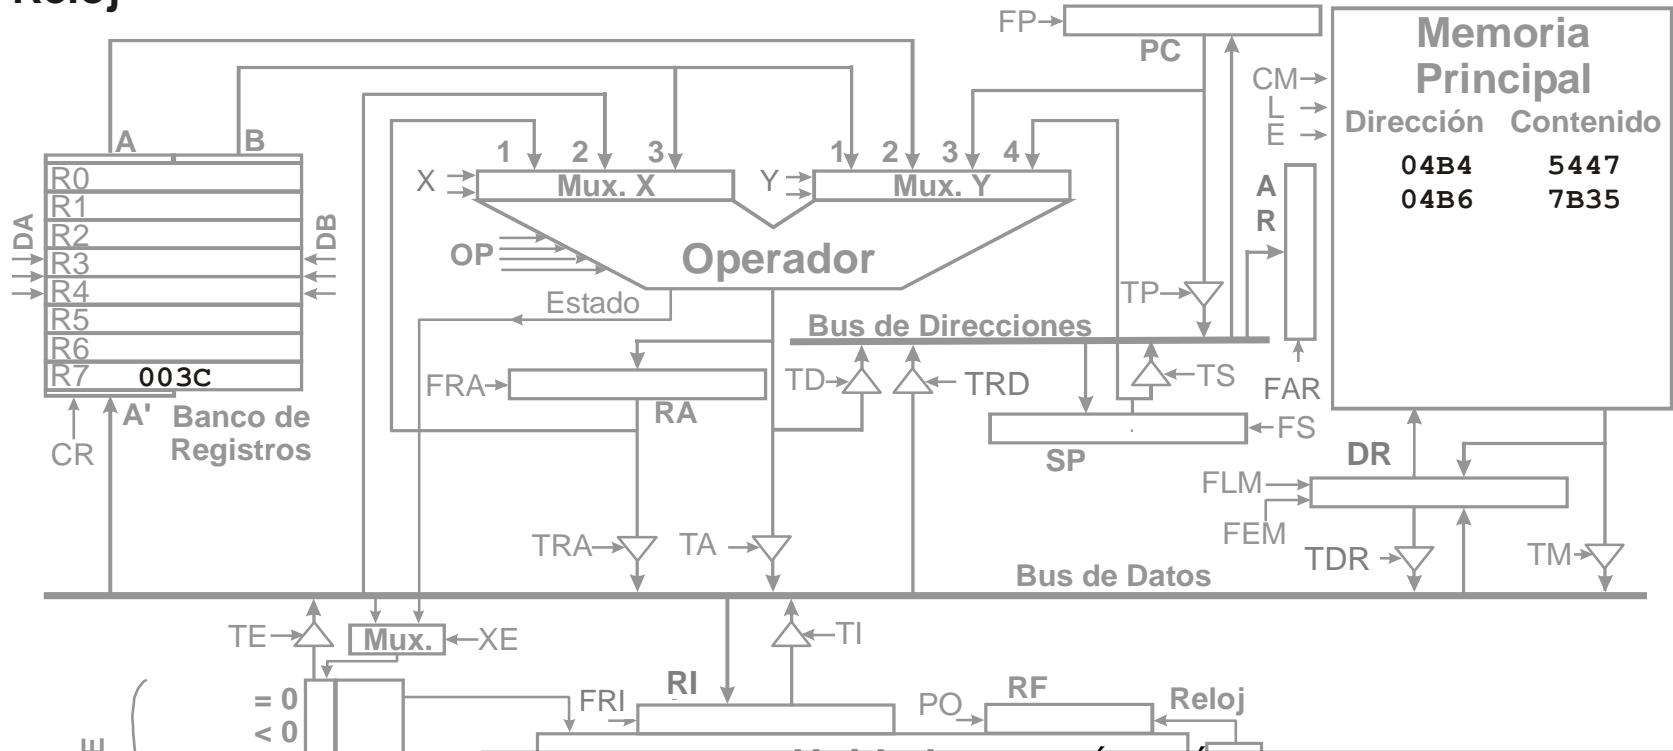 Reloj
FP
PC
Memoria
Principal
CM
L
E
Dirección Contenido
04B4 5447
04B6 7B35
A B
1 2 3
1 2 3 4
X Mux. X
Y Mux. Y
R0
R1
R2
R3
R4
R5
R6
R7 003C
DA
DB
OP
Operador
A
R
Estado
TP
Bus de Direcciones
FRA
RA
TD
TRD
TS
FAR
A' Banco de
Registros
CR
FS
SP
DR
FLM
FEM
TRA
TA
TDR
TM
Bus de Datos
TE
Mux.
XE
TI
= 0
< 0
E
FRI
RI
PO
RF
Reloj